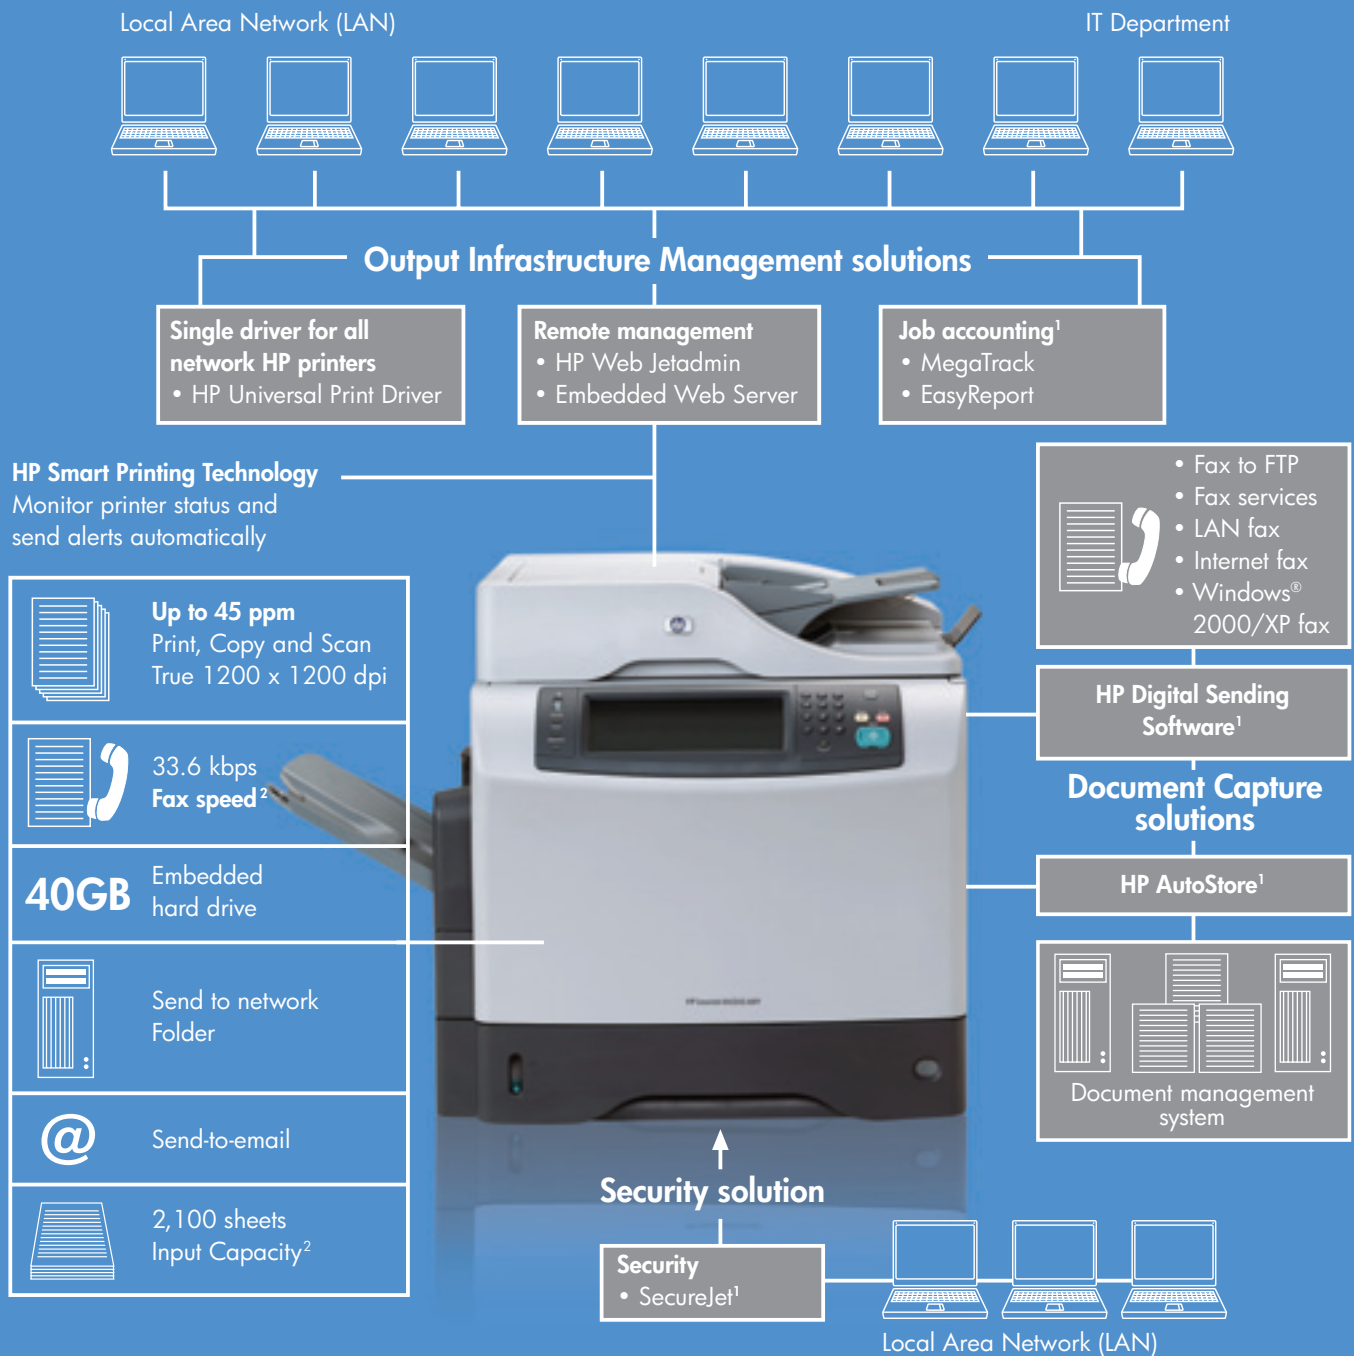 Local Area Network (LAN)
IT Department
Output Infrastructure Management solutions
Single driver for all
network HP printers
• HP Universal Print Driver
Remote management
• HP Web Jetadmin
• Embedded Web Server
Job accounting¹
• MegaTrack
• EasyReport
HP Smart Printing Technology
Monitor printer status and
send alerts automatically
Up to 45 ppm
Print, Copy and Scan
True 1200 x 1200 dpi
33.6 kbps
Fax speed²
40GB
Embedded
hard drive
Send to network
Folder
@
Send-to-email
2,100 sheets
Input Capacity²
• Fax to FTP
• Fax services
• LAN fax
• Internet fax
• Windows®
2000/XP fax
HP Digital Sending
Software¹
Document Capture
solutions
HP AutoStore¹
Document management
system
Security solution
Security
• SecureJet¹
Local Area Network (LAN)